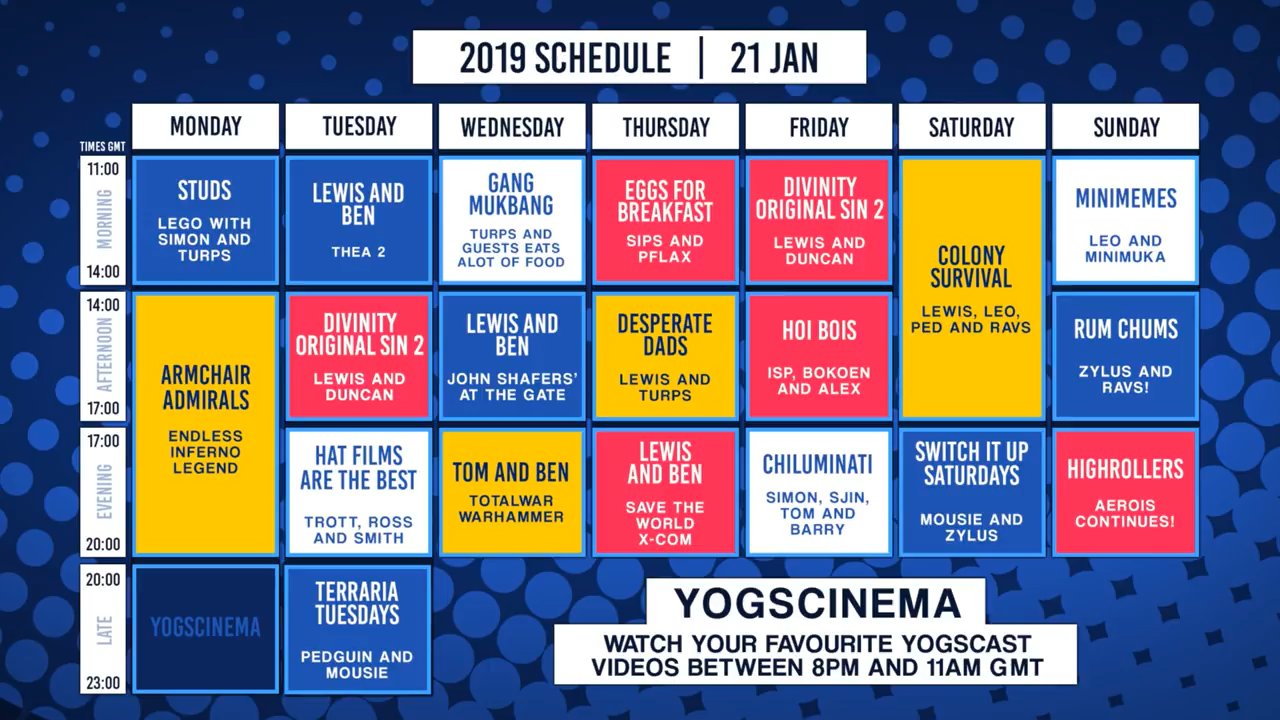 2019 SCHEDULE | 21 JAN
MONDAY
TUESDAY
WEDNESDAY
THURSDAY
FRIDAY
SATURDAY
SUNDAY
TIMES GMT
11:00
MORNING
14:00
STUDS
LEGO WITH
SIMON AND
TURPS
LEWIS AND
BEN
THEA 2
GANG
MUKBANG
TURPS AND
GUESTS EATS
ALOT OF FOOD
EGGS FOR
BREAKFAST
SIPS AND
PFLAX
DIVINITY
ORIGINAL SIN 2
LEWIS AND
DUNCAN
COLONY
SURVIVAL
LEWIS, LEO,
PED AND RAVS
MINIMEMES
LEO AND
MINIMUKA
14:00
AFTERNOON
17:00
ARMCHAIR
ADMIRALS
ENDLESS
INFERNO
LEGEND
DIVINITY
ORIGINAL SIN 2
LEWIS AND
DUNCAN
LEWIS AND
BEN
JOHN SHAFERS'
AT THE GATE
DESPERATE
DADS
LEWIS AND
TURPS
HOI BOIS
ISP, BOKOEN
AND ALEX
RUM CHUMS
ZYLUS AND
RAVS!
17:00
EVENING
20:00
HAT FILMS
ARE THE BEST
TROTT, ROSS
AND SMITH
TOM AND BEN
TOTALWAR
WARHAMMER
LEWIS
AND BEN
SAVE THE
WORLD
X-COM
CHILUMINATI
SIMON, SJIN,
TOM AND
BARRY
SWITCH IT UP
SATURDAYS
MOUSIE AND
ZYLUS
HIGHROLLERS
AEROIS
CONTINUES!
20:00
LATE
23:00
YOGSCINEMA
TERRARIA
TUESDAYS
PEDGUIN AND
MOUSIE
YOGSCINEMA
WATCH YOUR FAVOURITE YOGSCAST
VIDEOS BETWEEN 8PM AND 11AM GMT